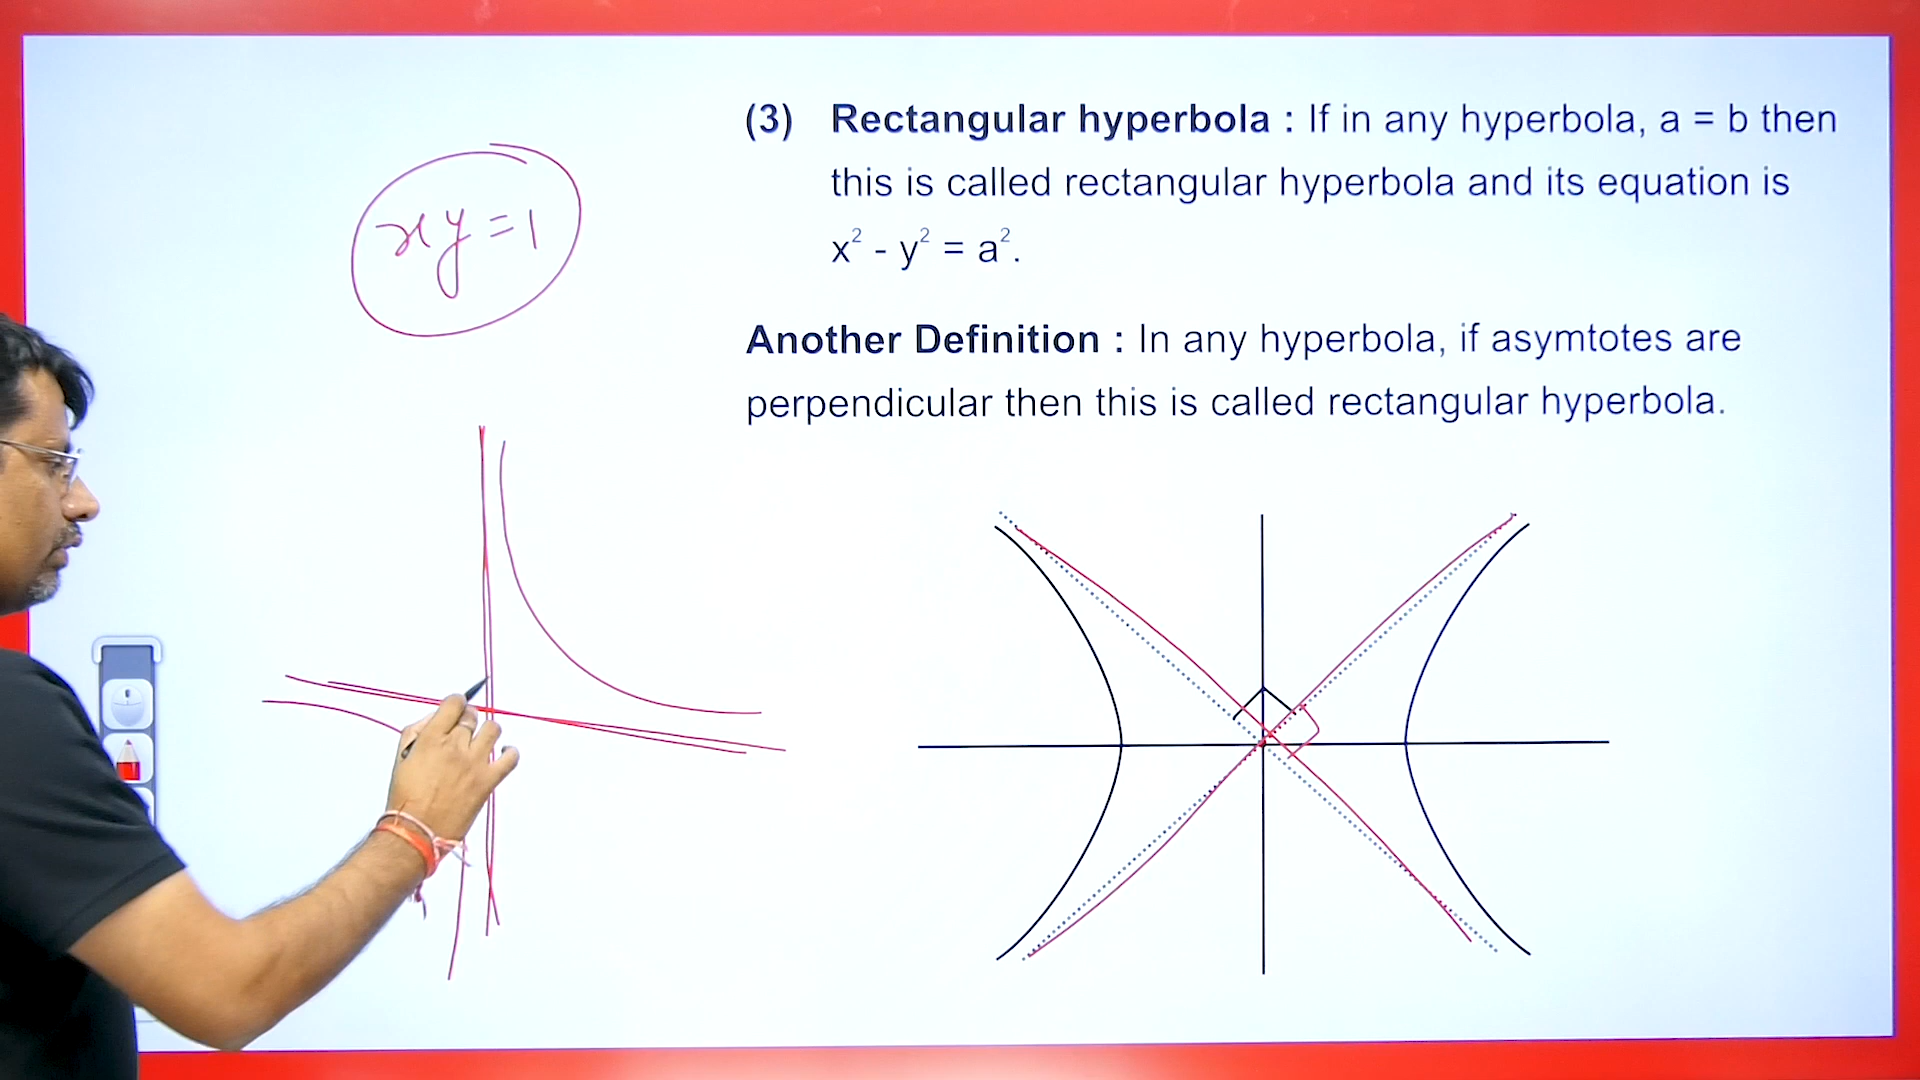 (3) Rectangular hyperbola : If in any hyperbola, a = b then
this is called rectangular hyperbola and its equation is
x² - y² = a².
Another Definition : In any hyperbola, if asymtotes are
perpendicular then this is called rectangular hyperbola.
xy = 1